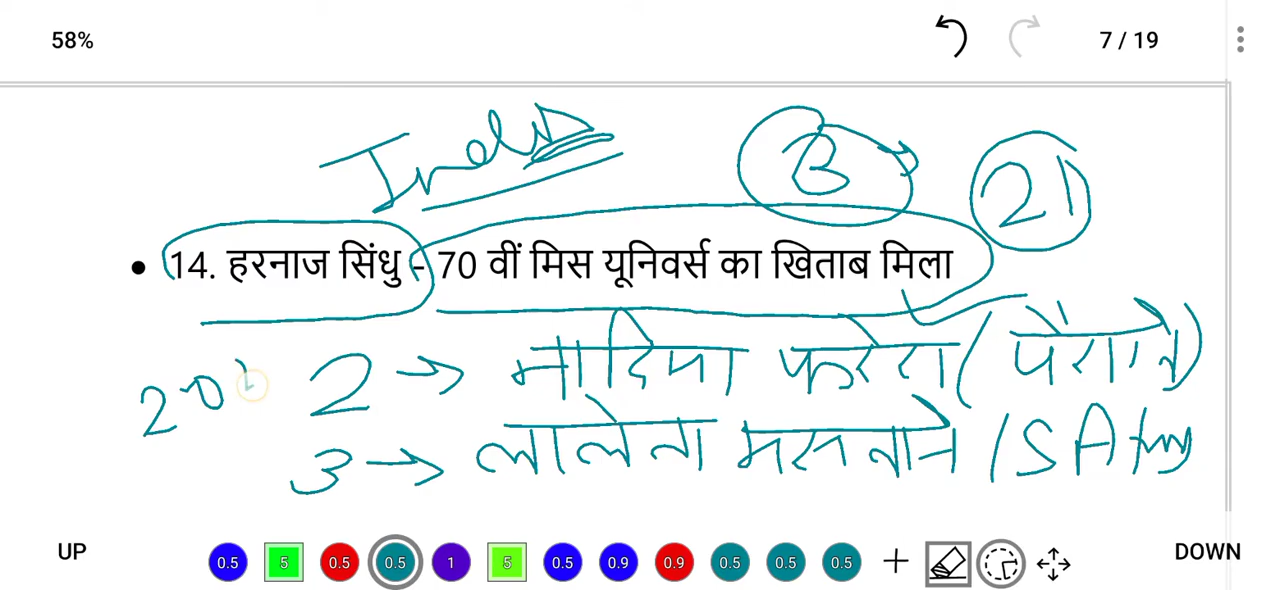 58% 7 / 19
India 3 21
• 14. हरनाज सिंधु - 70 वीं मिस यूनिवर्स का खिताब मिला
2 → नादिया फरेरा (पैराग्वे)
20
3 → लालेला मसवाने (S A
UP 0.5 5 0.5 0.5 1 5 0.5 0.9 0.9 0.5 0.5 0.5 + DOWN